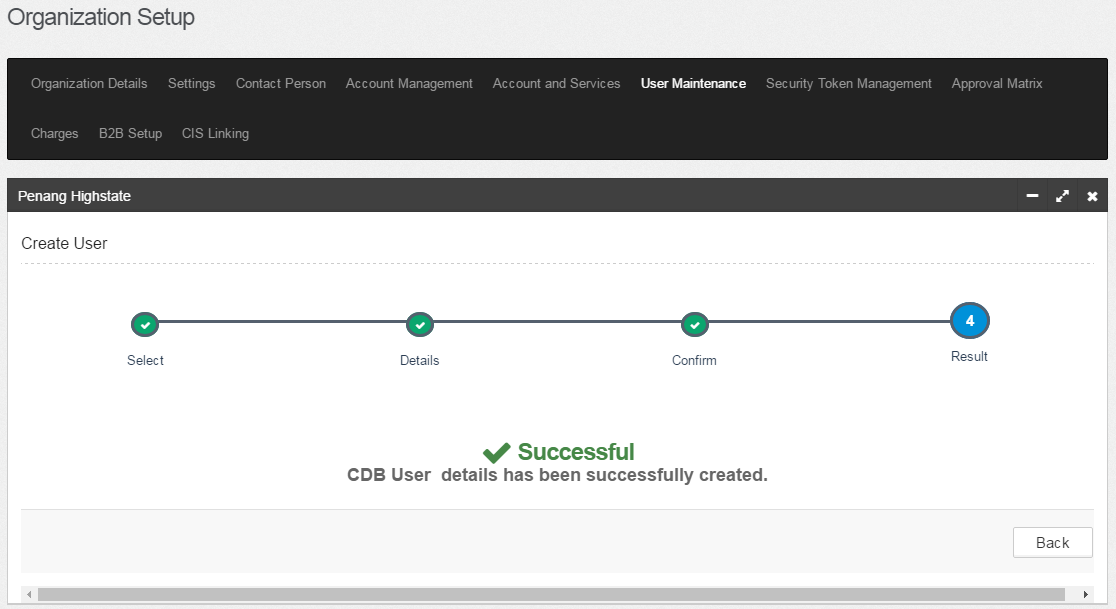 Organization Setup
Organization Details Settings Contact Person Account Management Account and Services User Maintenance Security Token Management Approval Matrix
Charges B2B Setup CIS Linking
Penang Highstate
Create User
4
Select Details Confirm Result
Successful
CDB User details has been successfully created.
Back